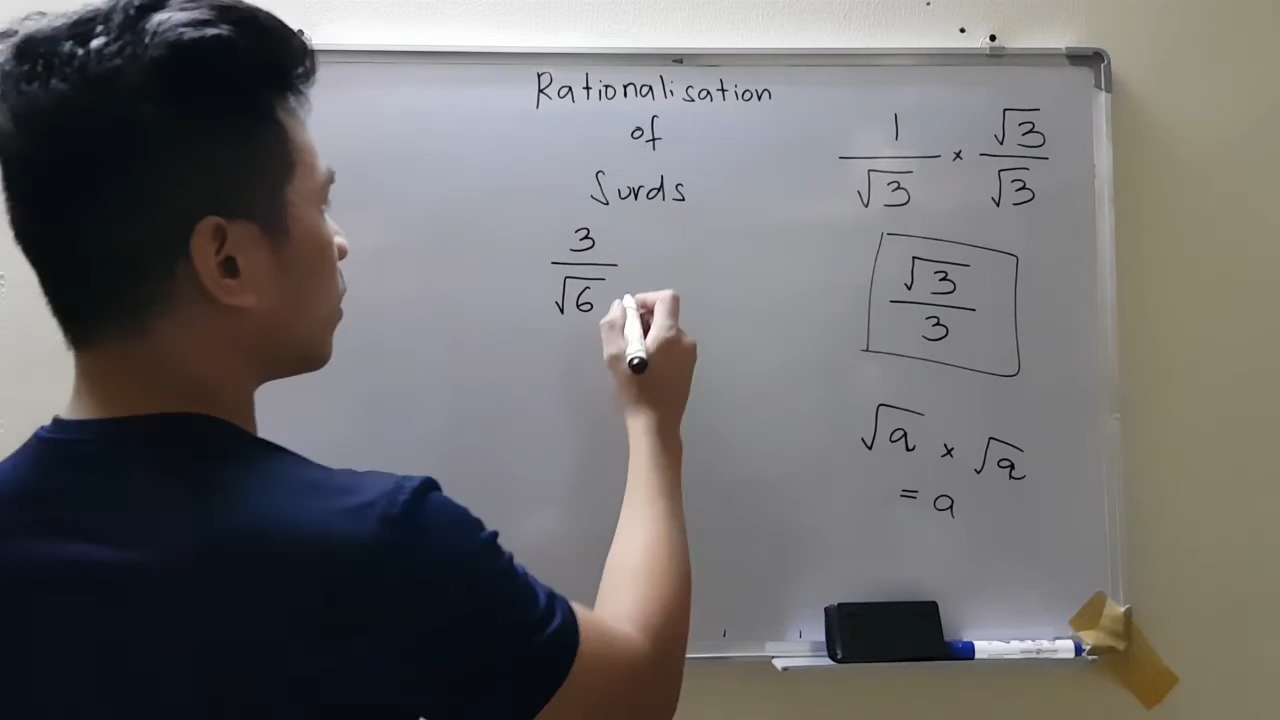 Rationalisation
of
Surds
3
√6
1/√3 × √3/√3
√3
3
√a × √a
= a